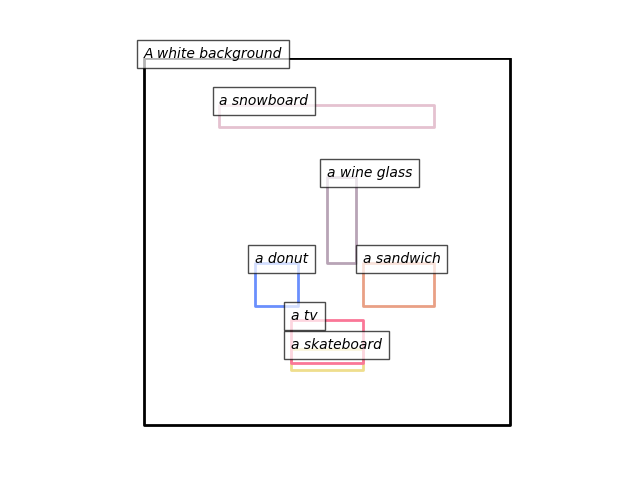 A white background
a snowboard
a wine glass
a donut
a sandwich
a tv
a skateboard